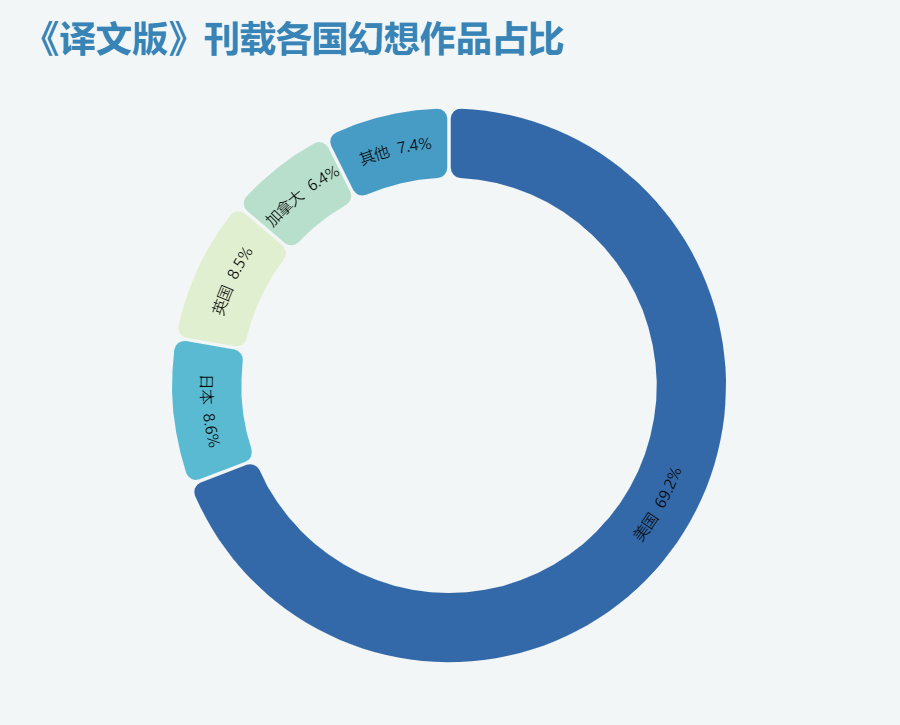 《译文版》刊载各国幻想作品占比
其他 7.4%
加拿大 6.4%
英国 8.5%
日本 8.6%
美国 69.2%